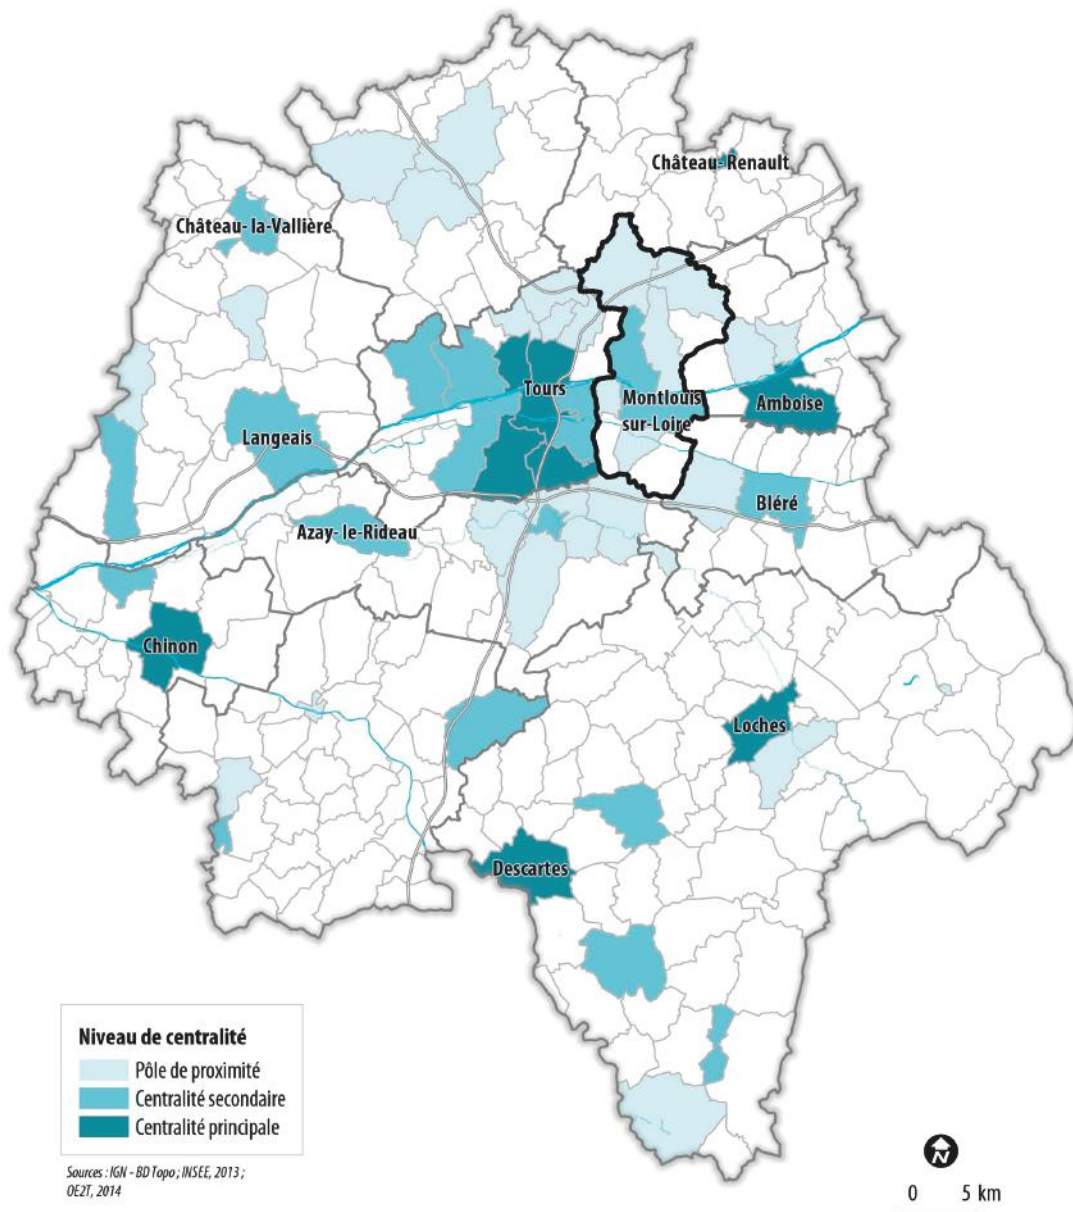 Château-Renault
Château- la-Vallière
Tours
Montlouis
sur-Loire
Amboise
Langeais
Bléré
Azay- le-Rideau
Chinon
Loches
Descartes
Niveau de centralité
Pôle de proximité
Centralité secondaire
Centralité principale
Sources : IGN - BD Topo ; INSEE, 2013 ;
OE2T, 2014
N
0 5 km